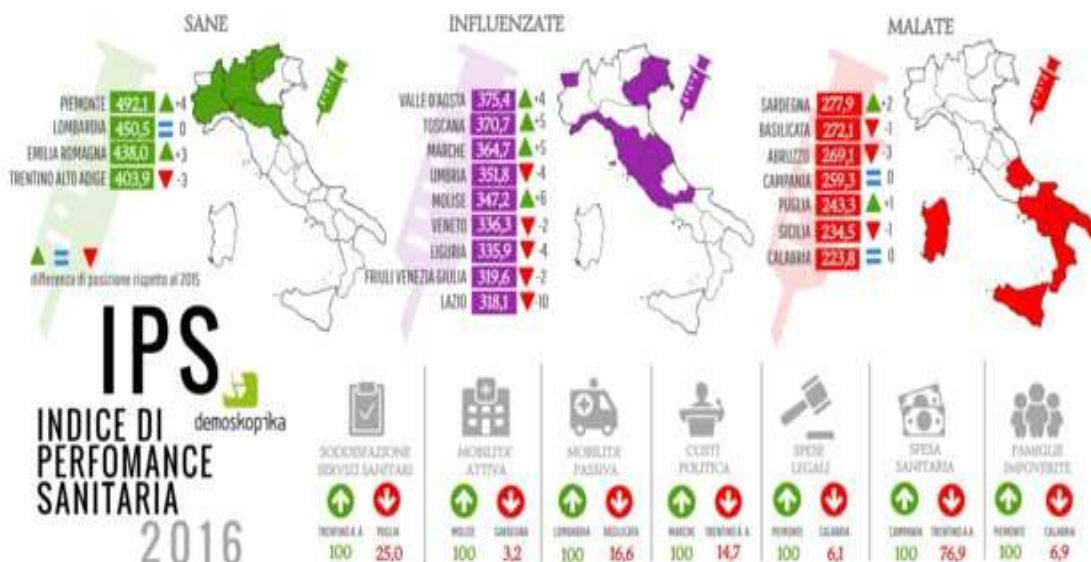 SANE
PIEMONTE 492,1 +4
LOMBARDIA 450,5 0
EMILIA ROMAGNA 438,0 +3
TRENTINO ALTO ADIGE 403,9 -3
differenza di posizione rispetto al 2015
INFLUENZATE
VALLE D'AOSTA 375,4 +4
TOSCANA 370,7 +5
MARCHE 364,7 +5
UMBRIA 351,8 -4
MOLISE 347,2 +6
VENETO 336,3 -2
LIGURIA 335,9 -4
FRIULI VENEZIA GIULIA 319,6 -2
LAZIO 318,1 -10
MALATE
SARDEGNA 277,9 +2
BASILICATA 272,1 -1
ABRUZZO 269,1 -3
CAMPANIA 259,3 0
PUGLIA 243,3 +1
SICILIA 234,5 -1
CALABRIA 223,8 0
IPS
demoskopika
INDICE DI
PERFOMANCE
SANITARIA
2016
SODDISFAZIONE
SERVIZI SANITARI
TRENTINO A. A. PUGLIA
100 25,0
MOBILITA'
ATTIVA
MOLISE SARDEGNA
100 3,2
MOBILITA'
PASSIVA
LOMBARDIA BASILICATA
100 16,6
COSTI
POLITICA
MARCHE TRENTINO A. A.
100 14,7
SPESE
LEGALI
PIEMONTE CALABRIA
100 6,1
SPESA
SANITARIA
CAMPANIA TRENTINO A. A.
100 76,9
FAMIGLIE
IMPOVERITE
PIEMONTE CALABRIA
100 6,9